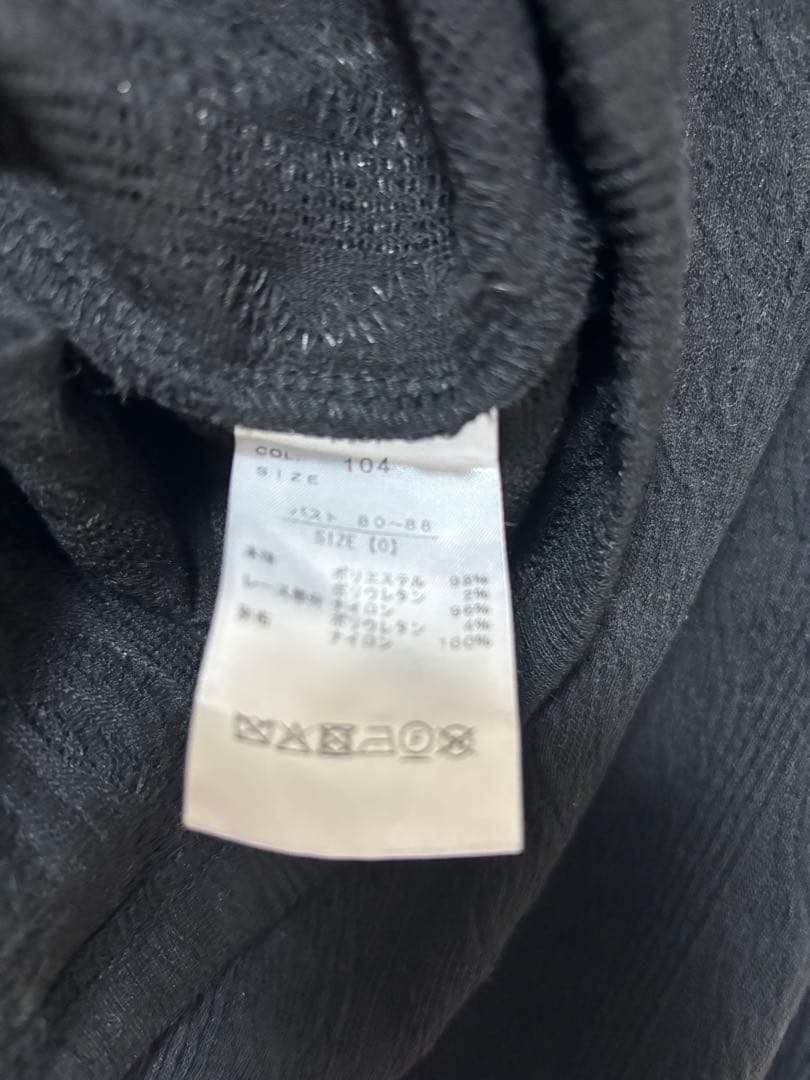 COL. 104
SIZE
バスト 80~88
SIZE [0]
本体 ポリエステル 98%
ポリウレタン 2%
レース部分 ナイロン 96%
ポリウレタン 4%
別布 ナイロン 100%